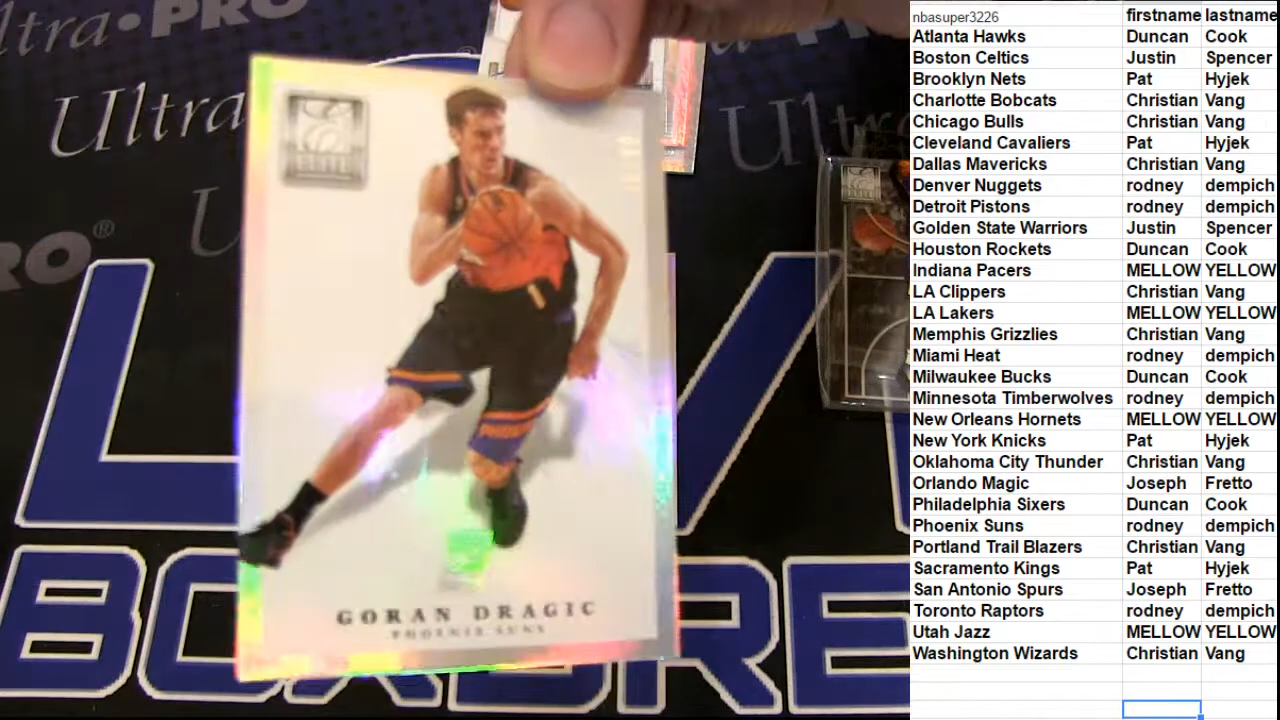 ltra•PRO
Ultra
Ultra
U
RO®
®
ELITE
GORAN DRAGIC
PHOENIX SUNS
PHOENIX
nbasuper3226 firstname lastname
Atlanta Hawks Duncan Cook
Boston Celtics Justin Spencer
Brooklyn Nets Pat Hyjek
Charlotte Bobcats Christian Vang
Chicago Bulls Christian Vang
Cleveland Cavaliers Pat Hyjek
Dallas Mavericks Christian Vang
Denver Nuggets rodney dempich
Detroit Pistons rodney dempich
Golden State Warriors Justin Spencer
Houston Rockets Duncan Cook
Indiana Pacers MELLOW YELLOW
LA Clippers Christian Vang
LA Lakers MELLOW YELLOW
Memphis Grizzlies Christian Vang
Miami Heat rodney dempich
Milwaukee Bucks Duncan Cook
Minnesota Timberwolves rodney dempich
New Orleans Hornets MELLOW YELLOW
New York Knicks Pat Hyjek
Oklahoma City Thunder Christian Vang
Orlando Magic Joseph Fretto
Philadelphia Sixers Duncan Cook
Phoenix Suns rodney dempich
Portland Trail Blazers Christian Vang
Sacramento Kings Pat Hyjek
San Antonio Spurs Joseph Fretto
Toronto Raptors rodney dempich
Utah Jazz MELLOW YELLOW
Washington Wizards Christian Vang